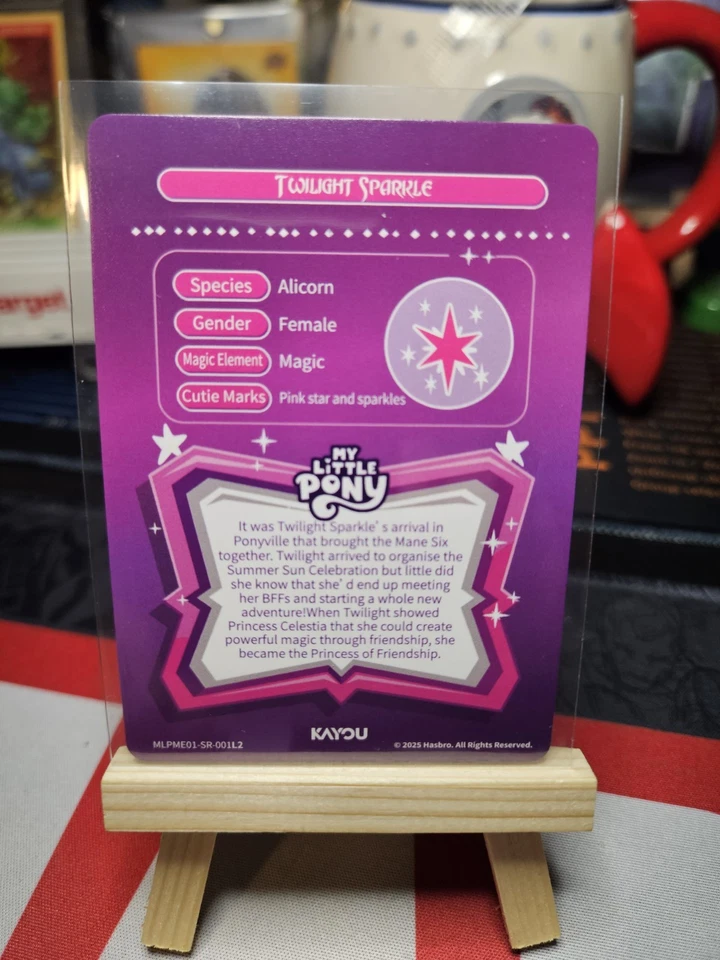 Twilight Sparkle
Species Alicorn
Gender Female
Magic Element Magic
Cutie Marks Pink star and sparkles
MY
LITTLE
PONY
It was Twilight Sparkle's arrival in
Ponyville that brought the Mane Six
together. Twilight arrived to organise the
Summer Sun Celebration but little did
she know that she'd end up meeting
her BFFs and starting a whole new
adventure!When Twilight showed
Princess Celestia that she could create
powerful magic through friendship, she
became the Princess of Friendship.
KAYOU
MLPME01-SR-001L2 © 2025 Hasbro. All Rights Reserved.